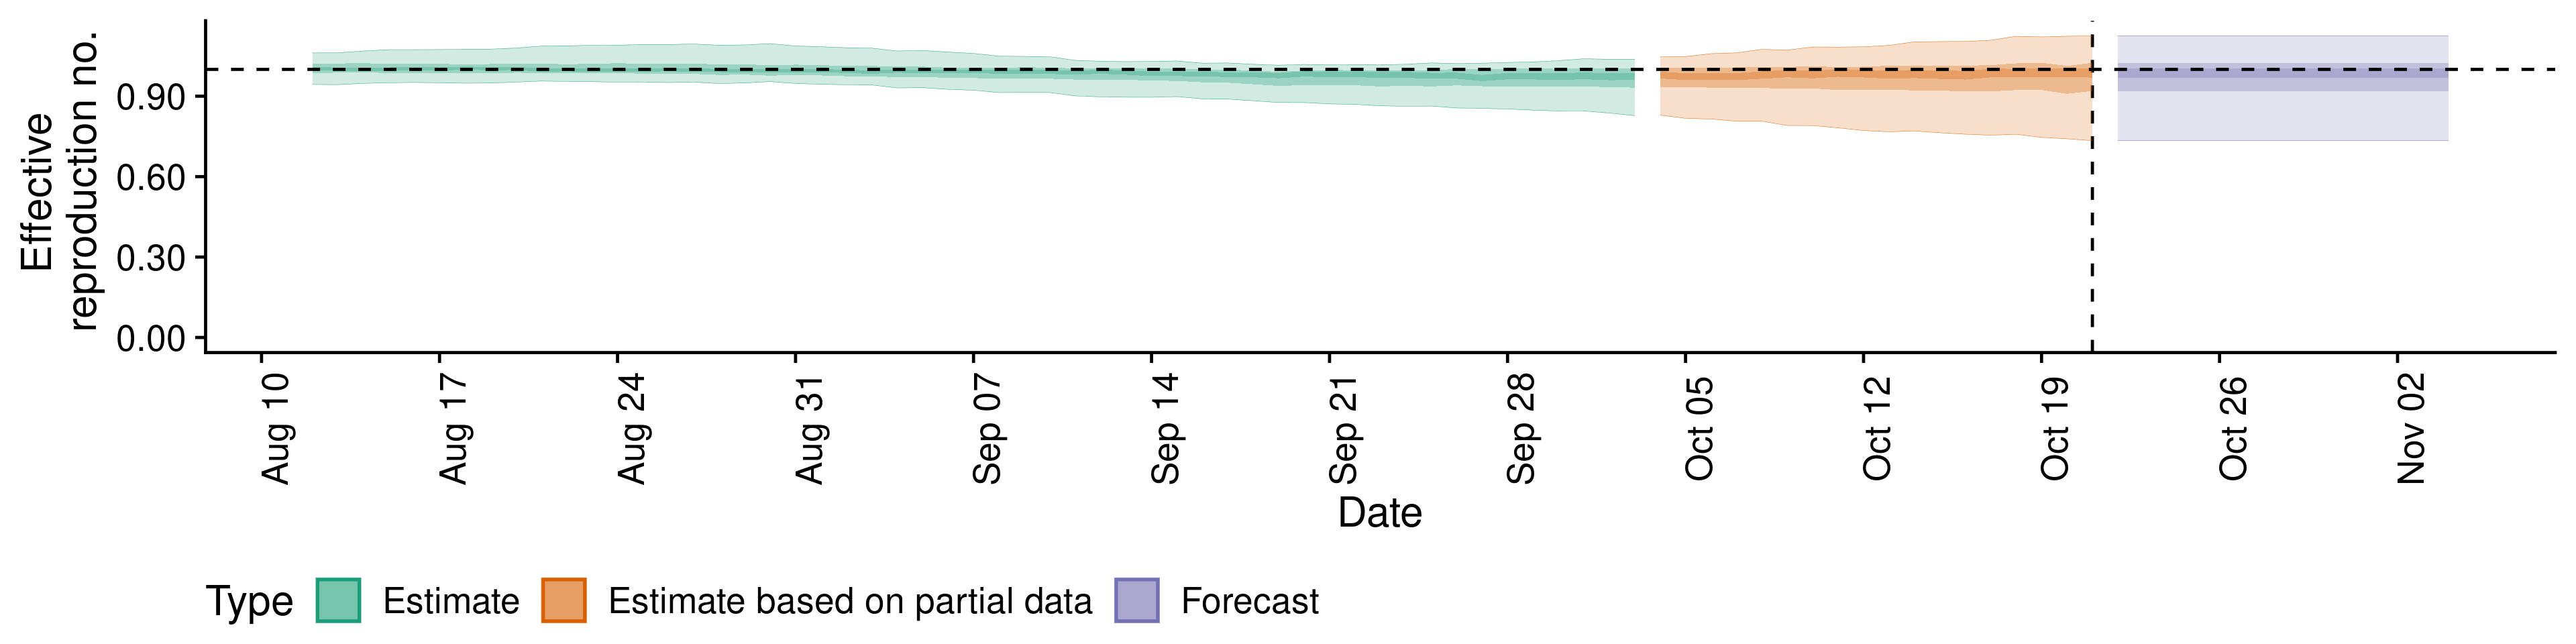 Effective
reproduction no.
0.90
0.60
0.30
0.00
Aug 10
Aug 17
Aug 24
Aug 31
Sep 07
Sep 14
Sep 21
Sep 28
Oct 05
Oct 12
Oct 19
Oct 26
Nov 02
Date
Type Estimate Estimate based on partial data Forecast